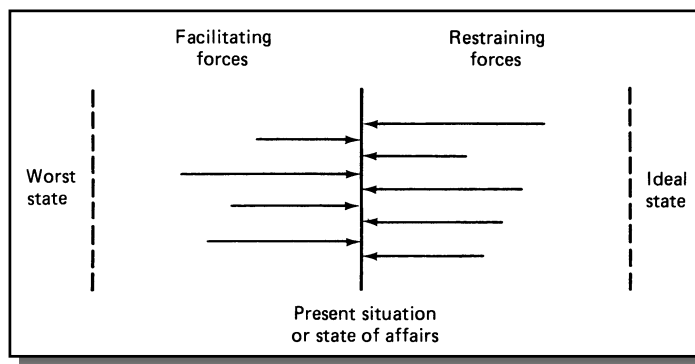 Facilitating
forces
Restraining
forces
Worst
state
Ideal
state
Present situation
or state of affairs